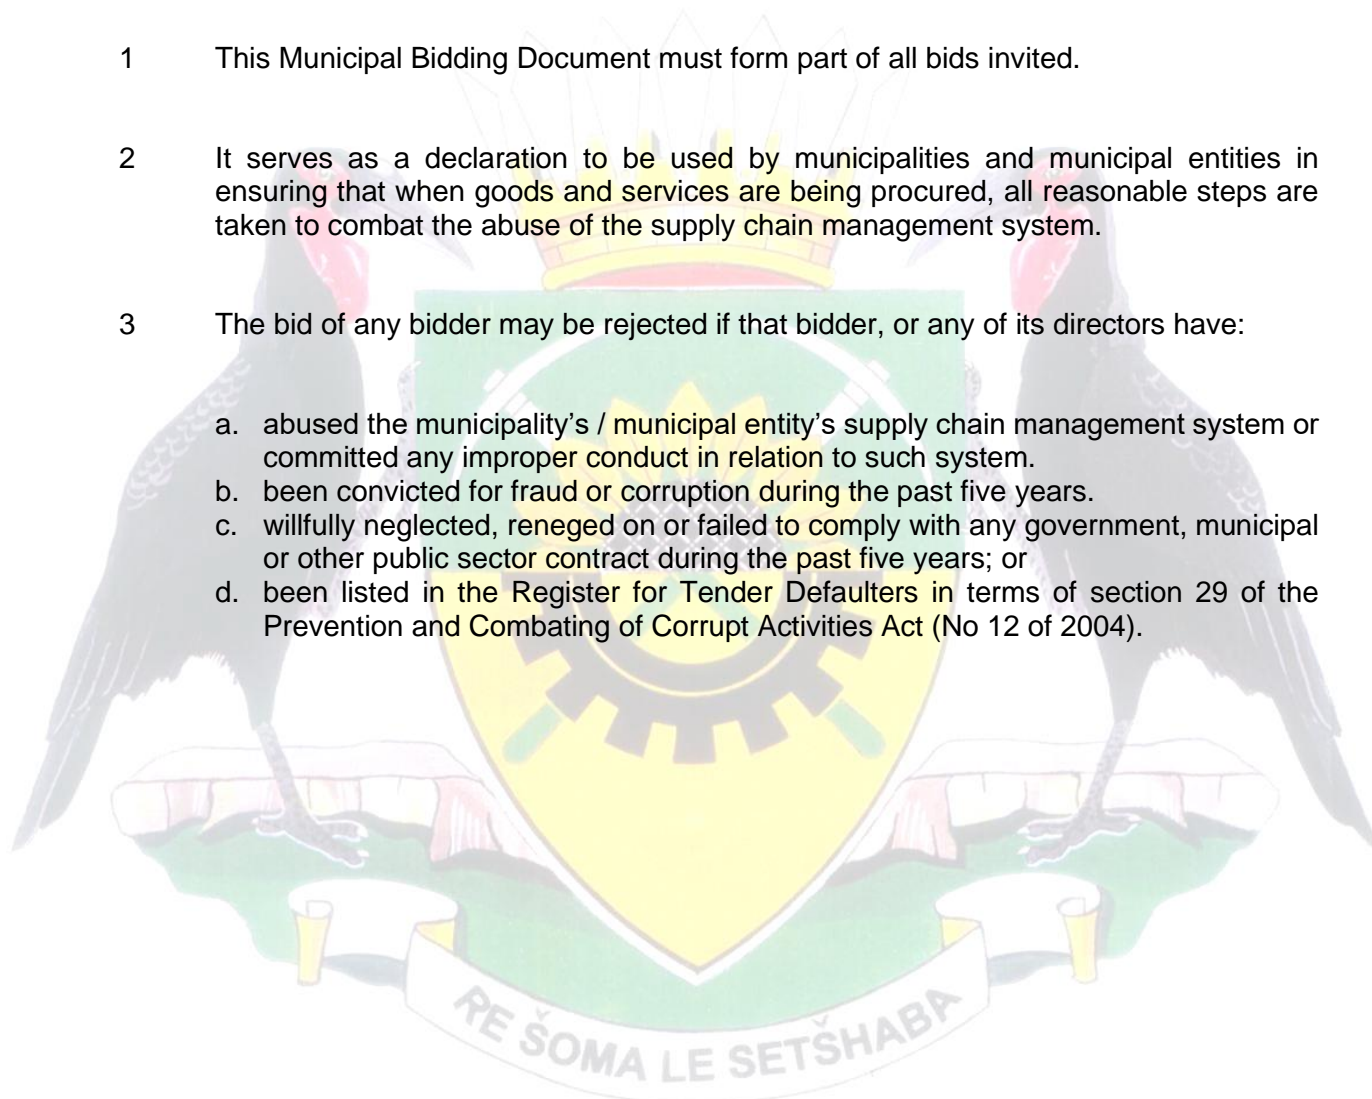 1 This Municipal Bidding Document must form part of all bids invited.
2 It serves as a declaration to be used by municipalities and municipal entities in
ensuring that when goods and services are being procured, all reasonable steps are
taken to combat the abuse of the supply chain management system.
3 The bid of any bidder may be rejected if that bidder, or any of its directors have:
a. abused the municipality’s / municipal entity’s supply chain management system or
committed any improper conduct in relation to such system.
b. been convicted for fraud or corruption during the past five years.
c. willfully neglected, reneged on or failed to comply with any government, municipal
or other public sector contract during the past five years; or
d. been listed in the Register for Tender Defaulters in terms of section 29 of the
Prevention and Combating of Corrupt Activities Act (No 12 of 2004).
RE ŠOMA LE SETŠHABA